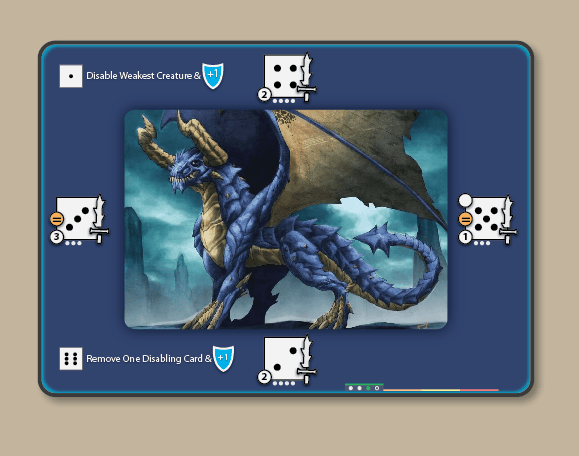 Disable Weakest Creature & +1
2
3
1
Remove One Disabling Card & +1
2